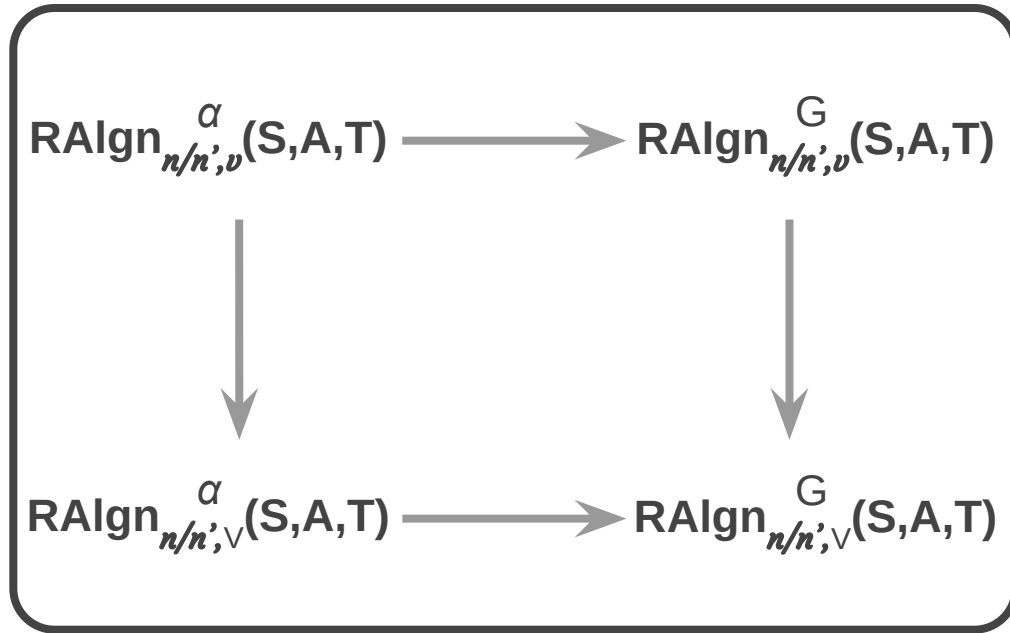 RAlgn^α_{n/n’,v}(S,A,T) RAlgn^G_{n/n’,v}(S,A,T)
RAlgn^α_{n/n’,V}(S,A,T) RAlgn^G_{n/n’,V}(S,A,T)